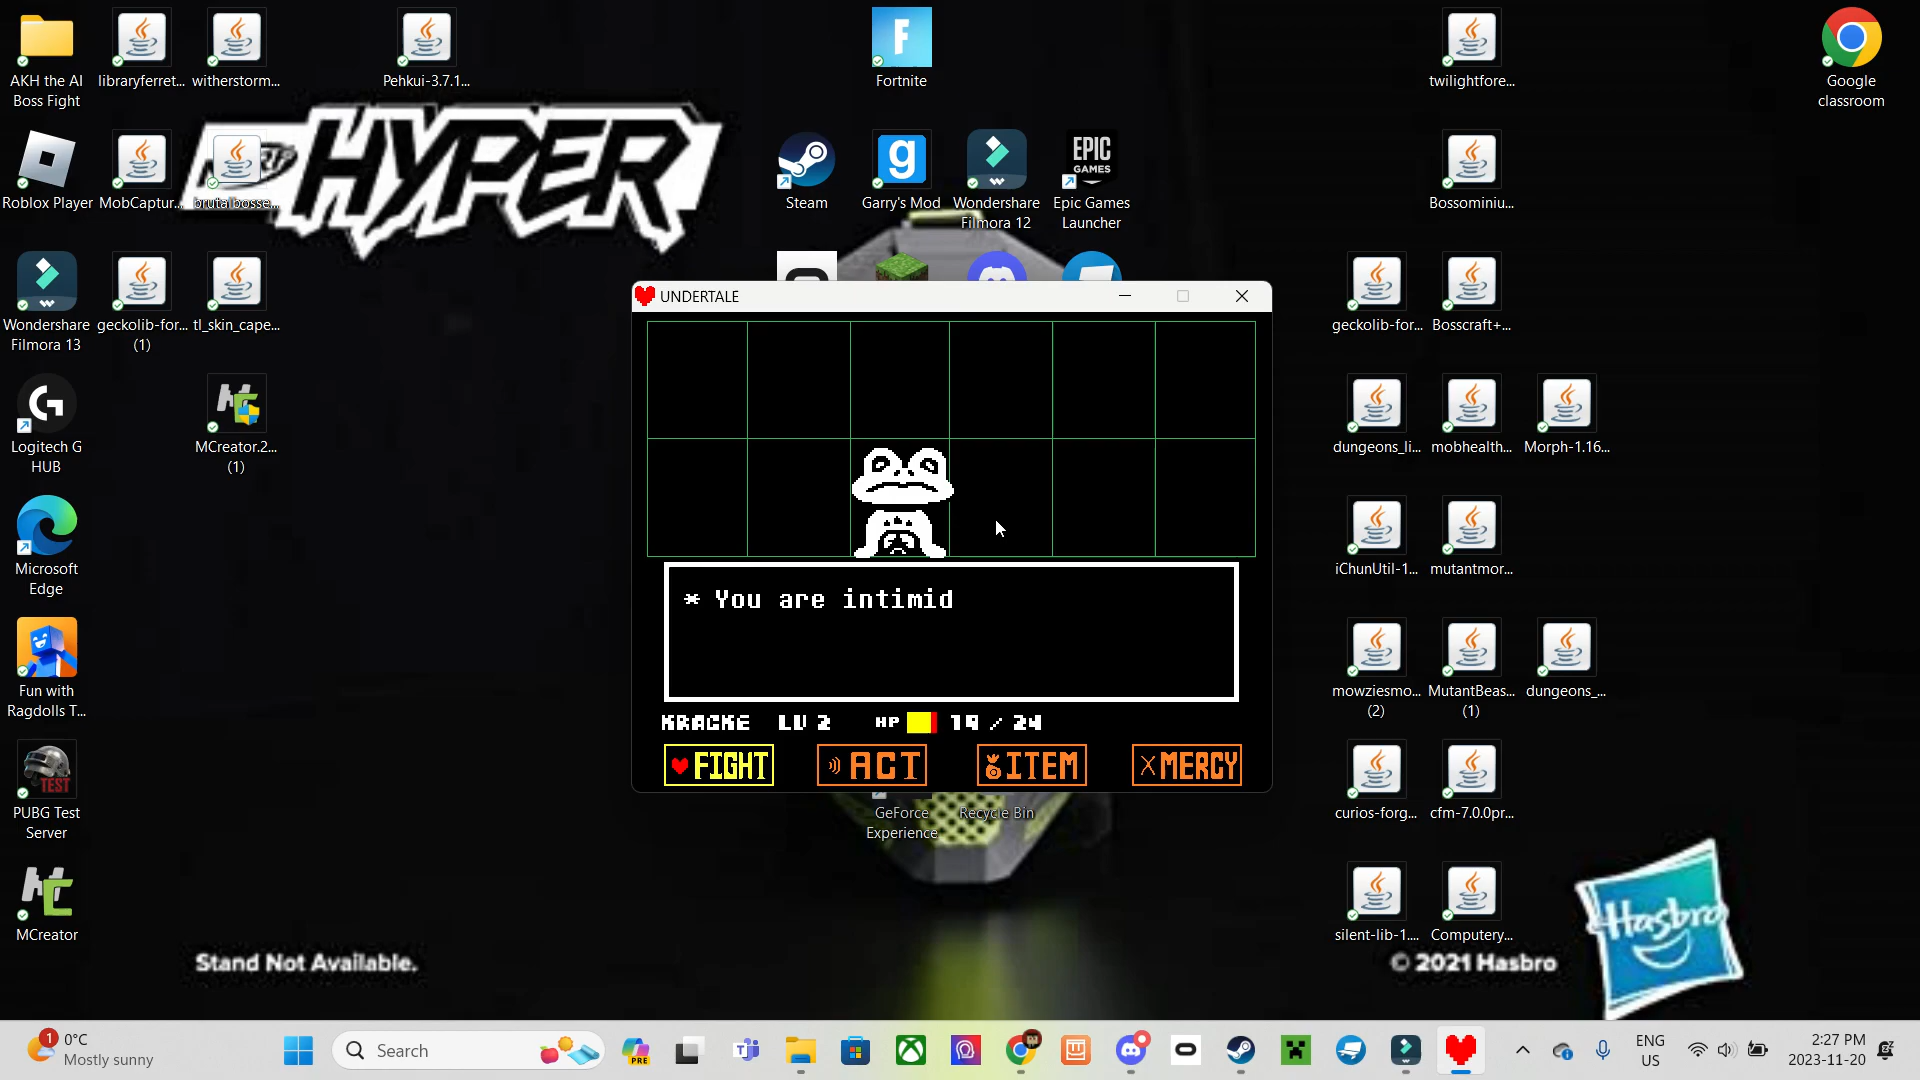 AKH the AI
Boss Fight
libraryferret...
witherstorm...
Pehkui-3.7.1...
Fortnite
twilightfore...
Google
classroom
HYPER
Roblox Player
MobCaptur...
brutalbosse...
Steam
Garry's Mod
Wondershare
Filmora 12
EPIC
GAMES
Epic Games
Launcher
Bossominiu...
Wondershare
Filmora 13
geckolib-for...
(1)
tl_skin_cape...
geckolib-for...
Bosscraft+...
UNDERTALE
Logitech G
HUB
MCreator.2...
(1)
dungeons_li...
mobhealth...
Morph-1.16...
Microsoft
Edge
iChunUtil-1...
mutantmor...
* You are intimid
Fun with
Ragdolls T...
mowziesmo...
(2)
MutantBeas...
(1)
dungeons_...
KRACKE LV 2 HP 19 / 24
FIGHT ACT ITEM MERCY
TEST
PUBG Test
Server
GeForce
Experience
Recycle Bin
curios-forg...
cfm-7.0.0pr...
MCreator
silent-lib-1....
Computery...
Hasbro
Stand Not Available.
© 2021 Hasbro
1
0°C
Mostly sunny
Search
PRE
ENG
US
2:27 PM
2023-11-20